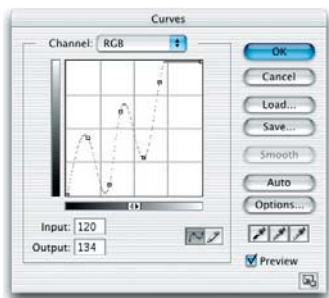 Curves
Channel: RGB
OK
Cancel
Load...
Save...
Smooth
Auto
Options...
Input: 120
Output: 134
Preview